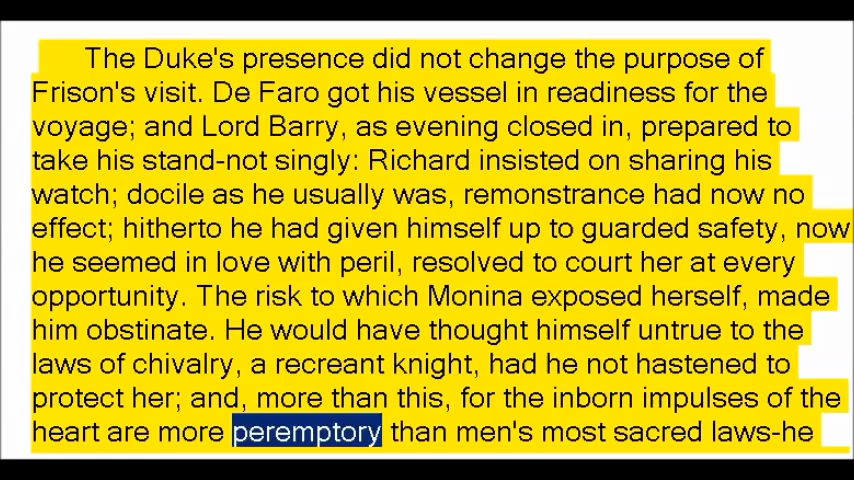 The Duke's presence did not change the purpose of
Frison's visit. De Faro got his vessel in readiness for the
voyage; and Lord Barry, as evening closed in, prepared to
take his stand-not singly: Richard insisted on sharing his
watch; docile as he usually was, remonstrance had now no
effect; hitherto he had given himself up to guarded safety, now
he seemed in love with peril, resolved to court her at every
opportunity. The risk to which Monina exposed herself, made
him obstinate. He would have thought himself untrue to the
laws of chivalry, a recreant knight, had he not hastened to
protect her; and, more than this, for the inborn impulses of the
heart are more peremptory than men's most sacred laws-he